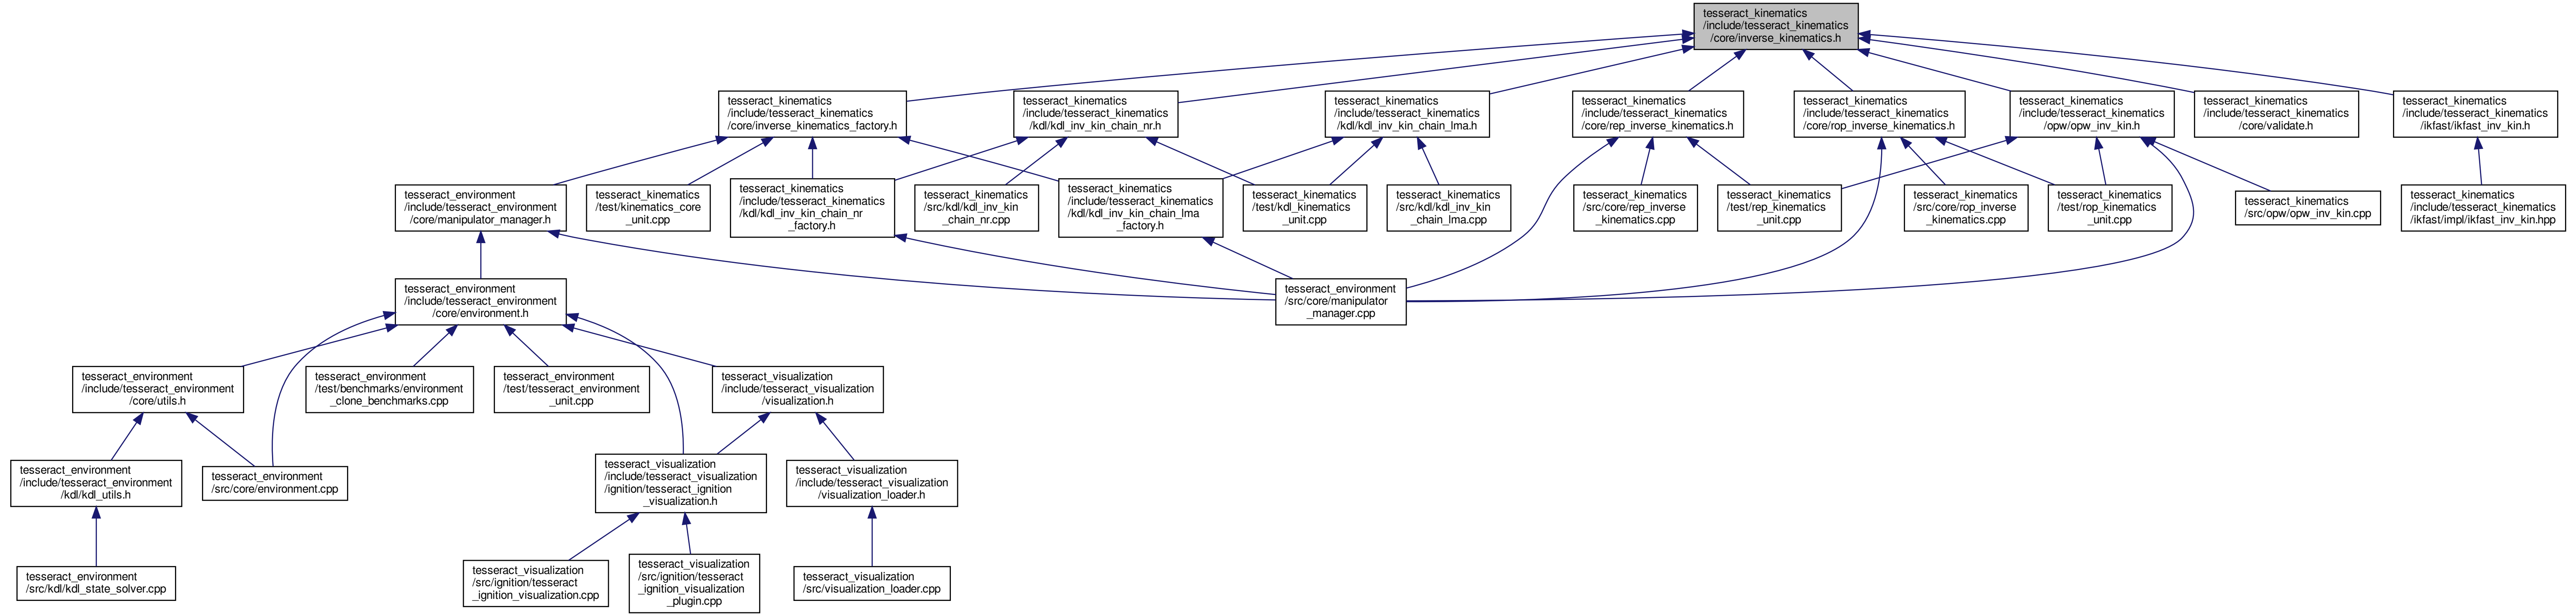 tesseract_kinematics
/include/tesseract_kinematics
/core/inverse_kinematics.h
tesseract_kinematics
/include/tesseract_kinematics
/core/inverse_kinematics_factory.h
tesseract_kinematics
/include/tesseract_kinematics
/kdl/kdl_inv_kin_chain_nr.h
tesseract_kinematics
/include/tesseract_kinematics
/kdl/kdl_inv_kin_chain_lma.h
tesseract_kinematics
/include/tesseract_kinematics
/core/rep_inverse_kinematics.h
tesseract_kinematics
/include/tesseract_kinematics
/core/rop_inverse_kinematics.h
tesseract_kinematics
/include/tesseract_kinematics
/opw/opw_inv_kin.h
tesseract_kinematics
/include/tesseract_kinematics
/core/validate.h
tesseract_kinematics
/include/tesseract_kinematics
/ikfast/ikfast_inv_kin.h
tesseract_environment
/include/tesseract_environment
/core/manipulator_manager.h
tesseract_kinematics
/test/kinematics_core
_unit.cpp
tesseract_kinematics
/include/tesseract_kinematics
/kdl/kdl_inv_kin_chain_nr
_factory.h
tesseract_kinematics
/src/kdl/kdl_inv_kin
_chain_nr.cpp
tesseract_kinematics
/include/tesseract_kinematics
/kdl/kdl_inv_kin_chain_lma
_factory.h
tesseract_kinematics
/test/kdl_kinematics
_unit.cpp
tesseract_kinematics
/src/kdl/kdl_inv_kin
_chain_lma.cpp
tesseract_kinematics
/src/core/rep_inverse
_kinematics.cpp
tesseract_kinematics
/test/rep_kinematics
_unit.cpp
tesseract_kinematics
/src/core/rop_inverse
_kinematics.cpp
tesseract_kinematics
/test/rop_kinematics
_unit.cpp
tesseract_kinematics
/src/opw/opw_inv_kin.cpp
tesseract_kinematics
/include/tesseract_kinematics
/ikfast/impl/ikfast_inv_kin.hpp
tesseract_environment
/include/tesseract_environment
/core/environment.h
tesseract_environment
/src/core/manipulator
_manager.cpp
tesseract_environment
/include/tesseract_environment
/core/utils.h
tesseract_environment
/test/benchmarks/environment
_clone_benchmarks.cpp
tesseract_environment
/test/tesseract_environment
_unit.cpp
tesseract_visualization
/include/tesseract_visualization
/visualization.h
tesseract_environment
/include/tesseract_environment
/kdl/kdl_utils.h
tesseract_environment
/src/core/environment.cpp
tesseract_visualization
/include/tesseract_visualization
/ignition/tesseract_ignition
_visualization.h
tesseract_visualization
/include/tesseract_visualization
/visualization_loader.h
tesseract_environment
/src/kdl/kdl_state_solver.cpp
tesseract_visualization
/src/ignition/tesseract
_ignition_visualization.cpp
tesseract_visualization
/src/ignition/tesseract
_ignition_visualization
_plugin.cpp
tesseract_visualization
/src/visualization_loader.cpp